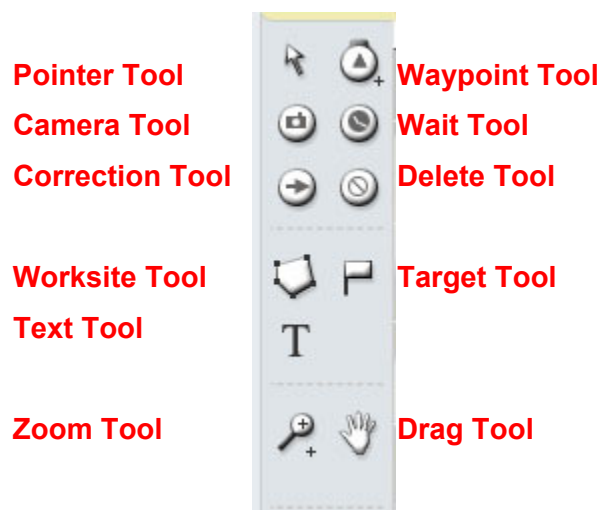 Pointer Tool Waypoint Tool
Camera Tool Wait Tool
Correction Tool Delete Tool
Worksite Tool Target Tool
Text Tool
T
Zoom Tool Drag Tool